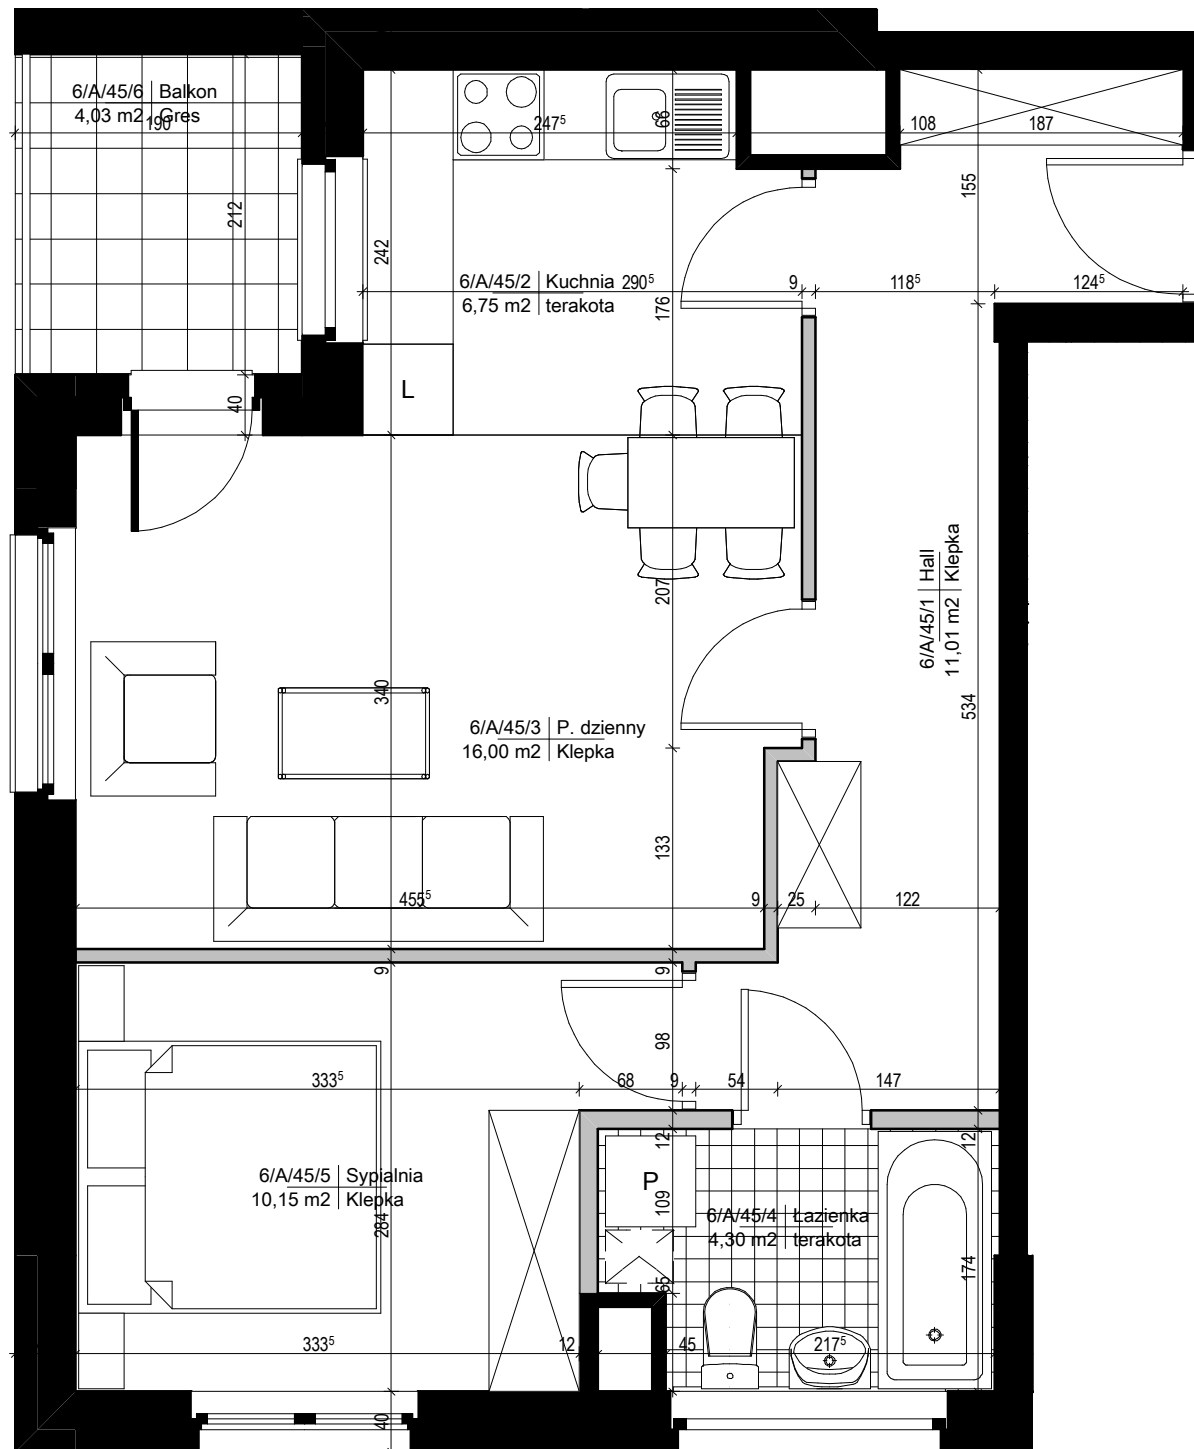 6/A/45/6 Balkon
4,03 m2 Gres
190
247⁵
66
108
187
212
242
155
6/A/45/2 Kuchnia
6,75 m2 terakota
290⁵
9
118⁵
124⁵
176
L
40
207
6/A/45/1 Hall
11,01 m2 Klepka
340
534
6/A/45/3 P. dzienny
16,00 m2 Klepka
133
455⁵
9
25
122
9
9
98
333⁵
68
9
54
147
12
12
P
109
6/A/45/5 Sypialnia
10,15 m2 Klepka
284
6/A/45/4 Łazienka
4,30 m2 terakota
174
65
333⁵
12
45
217⁵
40